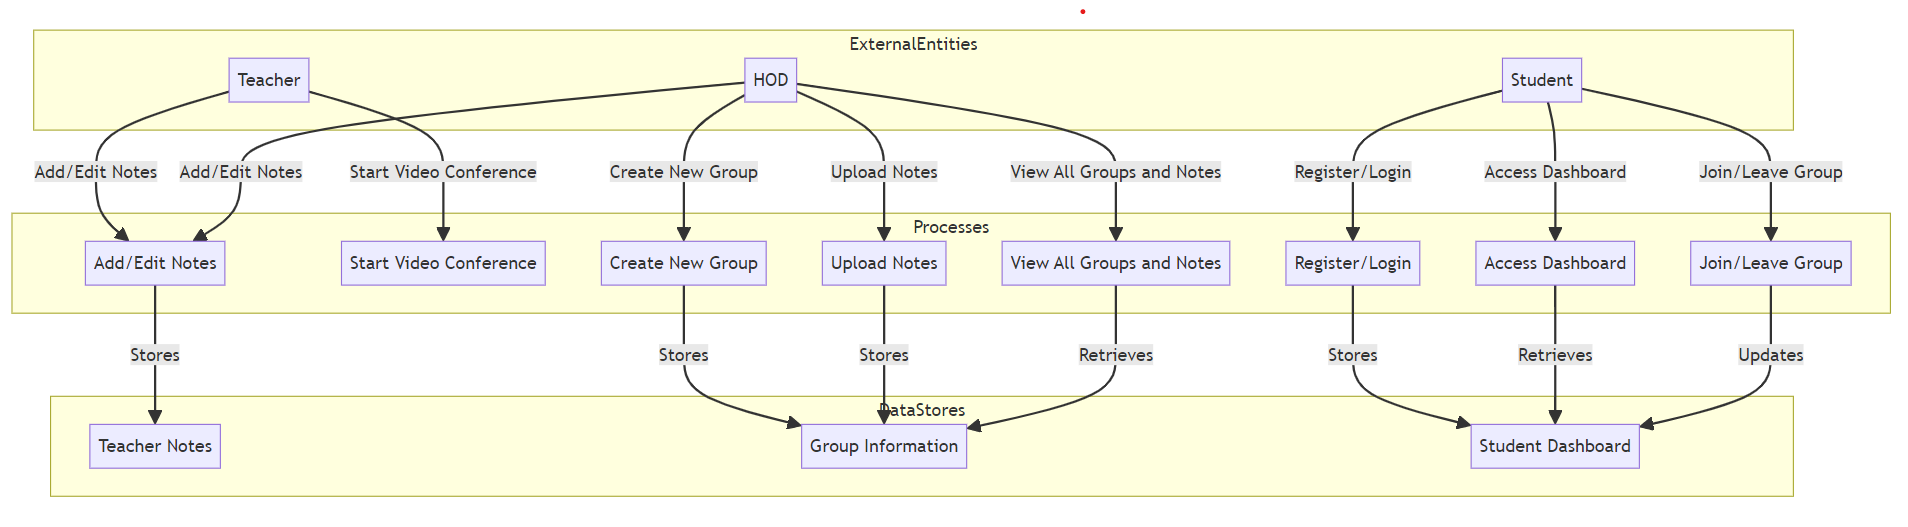 ExternalEntities
Teacher
HOD
Student
Add/Edit Notes
Add/Edit Notes
Start Video Conference
Create New Group
Upload Notes
View All Groups and Notes
Register/Login
Access Dashboard
Join/Leave Group
Processes
Add/Edit Notes
Start Video Conference
Create New Group
Upload Notes
View All Groups and Notes
Register/Login
Access Dashboard
Join/Leave Group
Stores
Stores
Stores
Retrieves
Stores
Retrieves
Updates
DataStores
Teacher Notes
Group Information
Student Dashboard